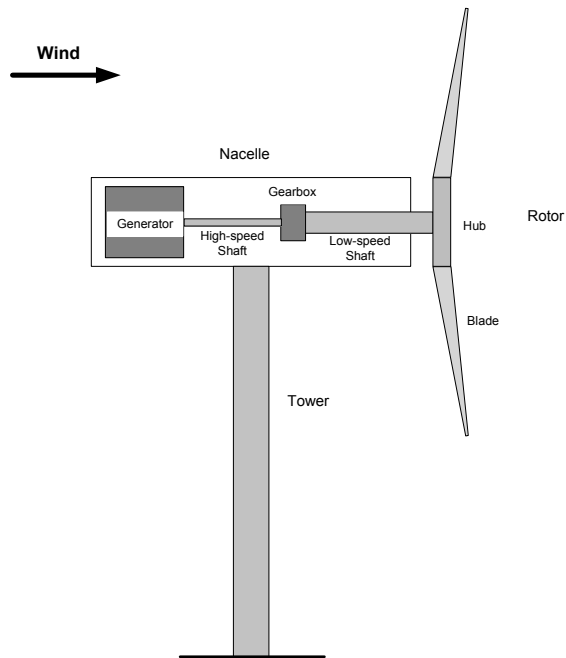 Wind
Nacelle
Gearbox
Generator
High-speed
Shaft
Low-speed
Shaft
Hub
Rotor
Blade
Tower